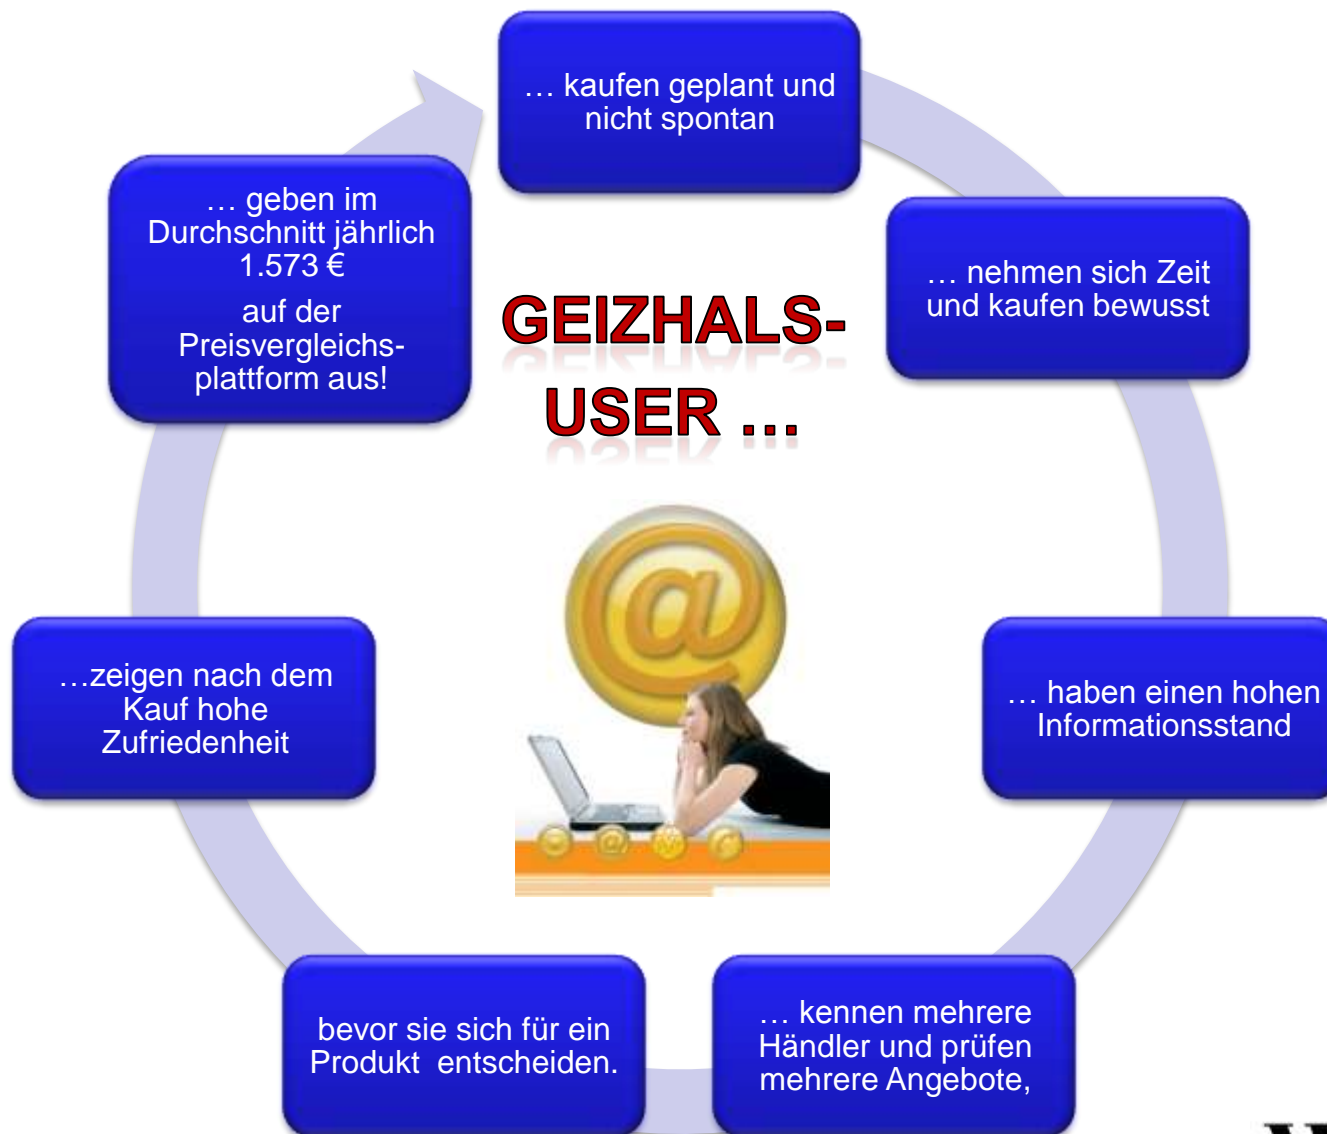 … kaufen geplant und
nicht spontan
… nehmen sich Zeit
und kaufen bewusst
… haben einen hohen
Informationsstand
… kennen mehrere
Händler und prüfen
mehrere Angebote,
bevor sie sich für ein
Produkt entscheiden.
…zeigen nach dem
Kauf hohe
Zufriedenheit
… geben im
Durchschnitt jährlich
1.573 €
auf der
Preisvergleichs-
plattform aus!
GEIZHALS-
USER …
@
@